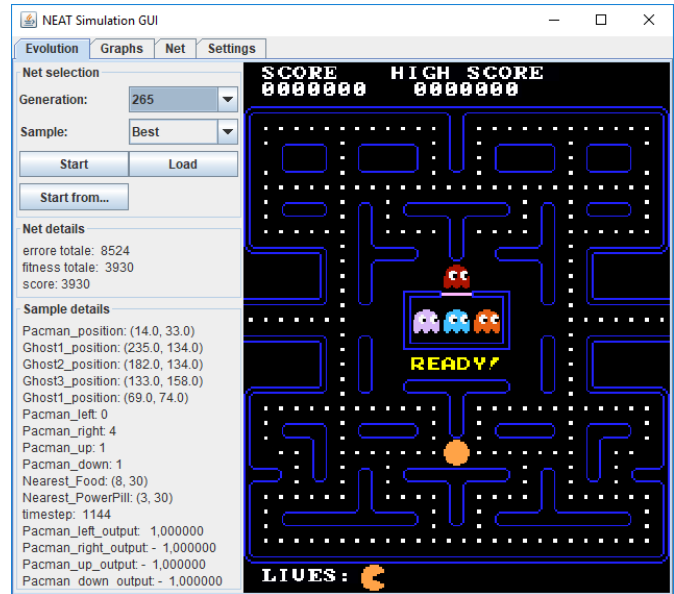 NEAT Simulation GUI
Evolution Graphs Net Settings
Net selection
Generation: 265
Sample: Best
Start Load
Start from...
Net details
errore totale: 8524
fitness totale: 3930
score: 3930
Sample details
Pacman_position: (14.0, 33.0)
Ghost1_position: (235.0, 134.0)
Ghost2_position: (182.0, 134.0)
Ghost3_position: (133.0, 158.0)
Ghost1_position: (69.0, 74.0)
Pacman_left: 0
Pacman_right: 4
Pacman_up: 1
Pacman_down: 1
Nearest_Food: (8, 30)
Nearest_PowerPill: (3, 30)
timestep: 1144
Pacman_left_output: 1,000000
Pacman_right_output: - 1,000000
Pacman_up_output: - 1,000000
Pacman_down_output: - 1,000000
SCORE HIGH SCORE
0000000 0000000
READY!
LIVES: